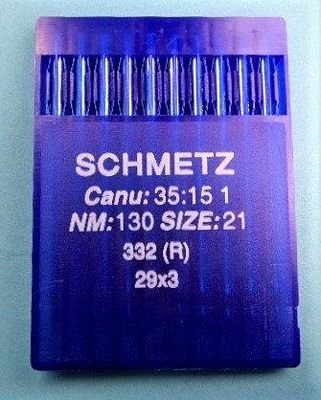 SCHMETZ
Canu: 35:15 1
NM:130 SIZE:21
332 (R)
29x3